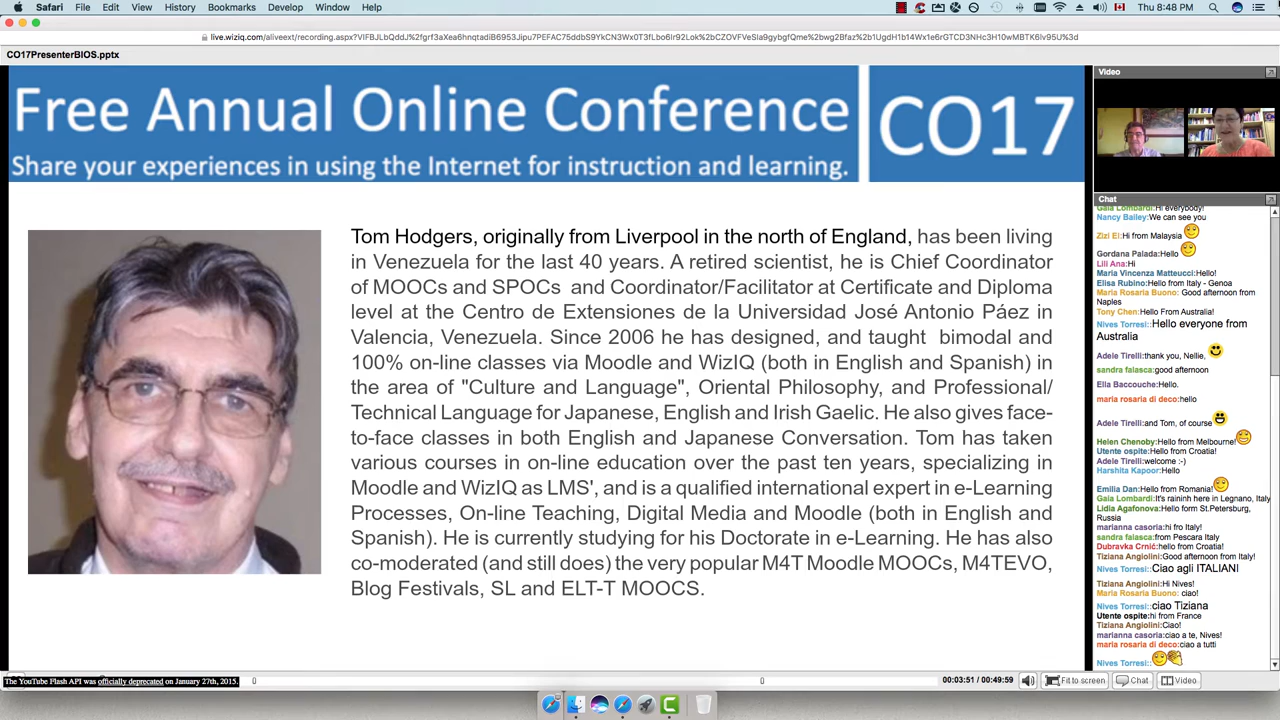 Safari File Edit View History Bookmarks Develop Window Help Thu 8:48 PM
CO17PresenterBIOS.pptx
Free Annual Online Conference
Share your experiences in using the Internet for instruction and learning.
CO17
Tom Hodgers, originally from Liverpool in the north of England, has been living
in Venezuela for the last 40 years. A retired scientist, he is Chief Coordinator
of MOOCs and SPOCs and Coordinator/Facilitator at Certificate and Diploma
level at the Centro de Extensiones de la Universidad José Antonio Páez in
Valencia, Venezuela. Since 2006 he has designed, and taught bimodal and
100% on-line classes via Moodle and WizIQ (both in English and Spanish) in
the area of "Culture and Language", Oriental Philosophy, and Professional/
Technical Language for Japanese, English and Irish Gaelic. He also gives face-
to-face classes in both English and Japanese Conversation. Tom has taken
various courses in on-line education over the past ten years, specializing in
Moodle and WizIQ as LMS', and is a qualified international expert in e-Learning
Processes, On-line Teaching, Digital Media and Moodle (both in English and
Spanish). He is currently studying for his Doctorate in e-Learning. He has also
co-moderated (and still does) the very popular M4T Moodle MOOCs, M4TEVO,
Blog Festivals, SL and ELT-T MOOCS.
Video
Chat
Gaia Lombardi:Hi everybody!
Nancy Bailey:We can see you
Zizi El:Hi from Malaysia
Gordana Palada:Hello
Lili Ana:Hi
Maria Vincenza Matteucci:Hello!
Elisa Rubino:Hello from Italy - Genoa
Maria Rosaria Buono: Good afternoon from
Naples
Tony Chen:Hello From Australia!
Nives Torresi:Hello everyone from
Australia
Adele Tirelli:thank you, Nellie,
sandra falasca:good afternoon
Ella Baccouche:Hello.
maria rosaria di deco:hello
Adele Tirelli:and Tom, of course
Helen Chenoby:Hello from Melbourne!
Utente ospite:Hello from Croatia!
Adele Tirelli:welcome :-)
Harshita Kapoor:Hello
Emilia Dan:Hello from Romania!
Gaia Lombardi:It's raininh here in Legnano, Italy
Lidia Agafonova:Hello form St.Petersburg,
Russia
marianna casoria:hi fro Italy!
sandra falasca:from Pescara Italy
Dubravka Crnić:hello from Croatia!
Tiziana Angiolini:Good afternoon from Italy!
Nives Torresi:Ciao agli ITALIANI
Tiziana Angiolini:Hi Nives!
Maria Rosaria Buono: ciao!
Nives Torresi:ciao Tiziana
Utente ospite:hi from France
Tiziana Angiolini:Ciao!
marianna casoria:ciao a te, Nives!
maria rosaria di deco:ciao a tutti
Nives Torresi:
The YouTube Flash API was officially deprecated on January 27th, 2015.
00:03:51 / 00:49:59 Fit to screen Chat Video